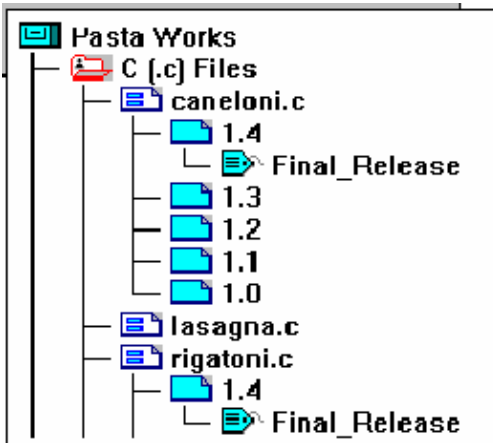 Pasta Works
C (.c) Files
caneloni.c
1.4
Final_Release
1.3
1.2
1.1
1.0
lasagna.c
rigatoni.c
1.4
Final_Release